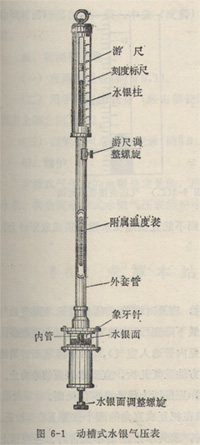 游尺
刻度标尺
水银柱
游尺调
整螺旋
附属温度表
外套管
象牙针
内管
水银面
水银面调整螺旋
图 6-1 动槽式水银气压表